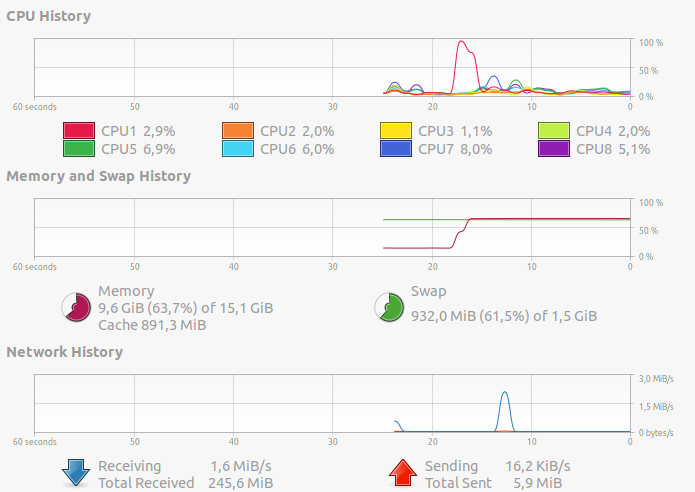 CPU History
100 %
50 %
0 %
60 seconds 50 40 30 20 10 0
CPU1 2,9% CPU2 2,0% CPU3 1,1% CPU4 2,0%
CPU5 6,9% CPU6 6,0% CPU7 8,0% CPU8 5,1%
Memory and Swap History
100 %
50 %
0 %
60 seconds 50 40 30 20 10 0
Memory
9,6 GiB (63,7%) of 15,1 GiB
Cache 891,3 MiB
Swap
932,0 MiB (61,5%) of 1,5 GiB
Network History
3,0 MiB/s
1,5 MiB/s
0 bytes/s
60 seconds 50 40 30 20 10 0
Receiving 1,6 MiB/s
Total Received 245,6 MiB
Sending 16,2 KiB/s
Total Sent 5,9 MiB